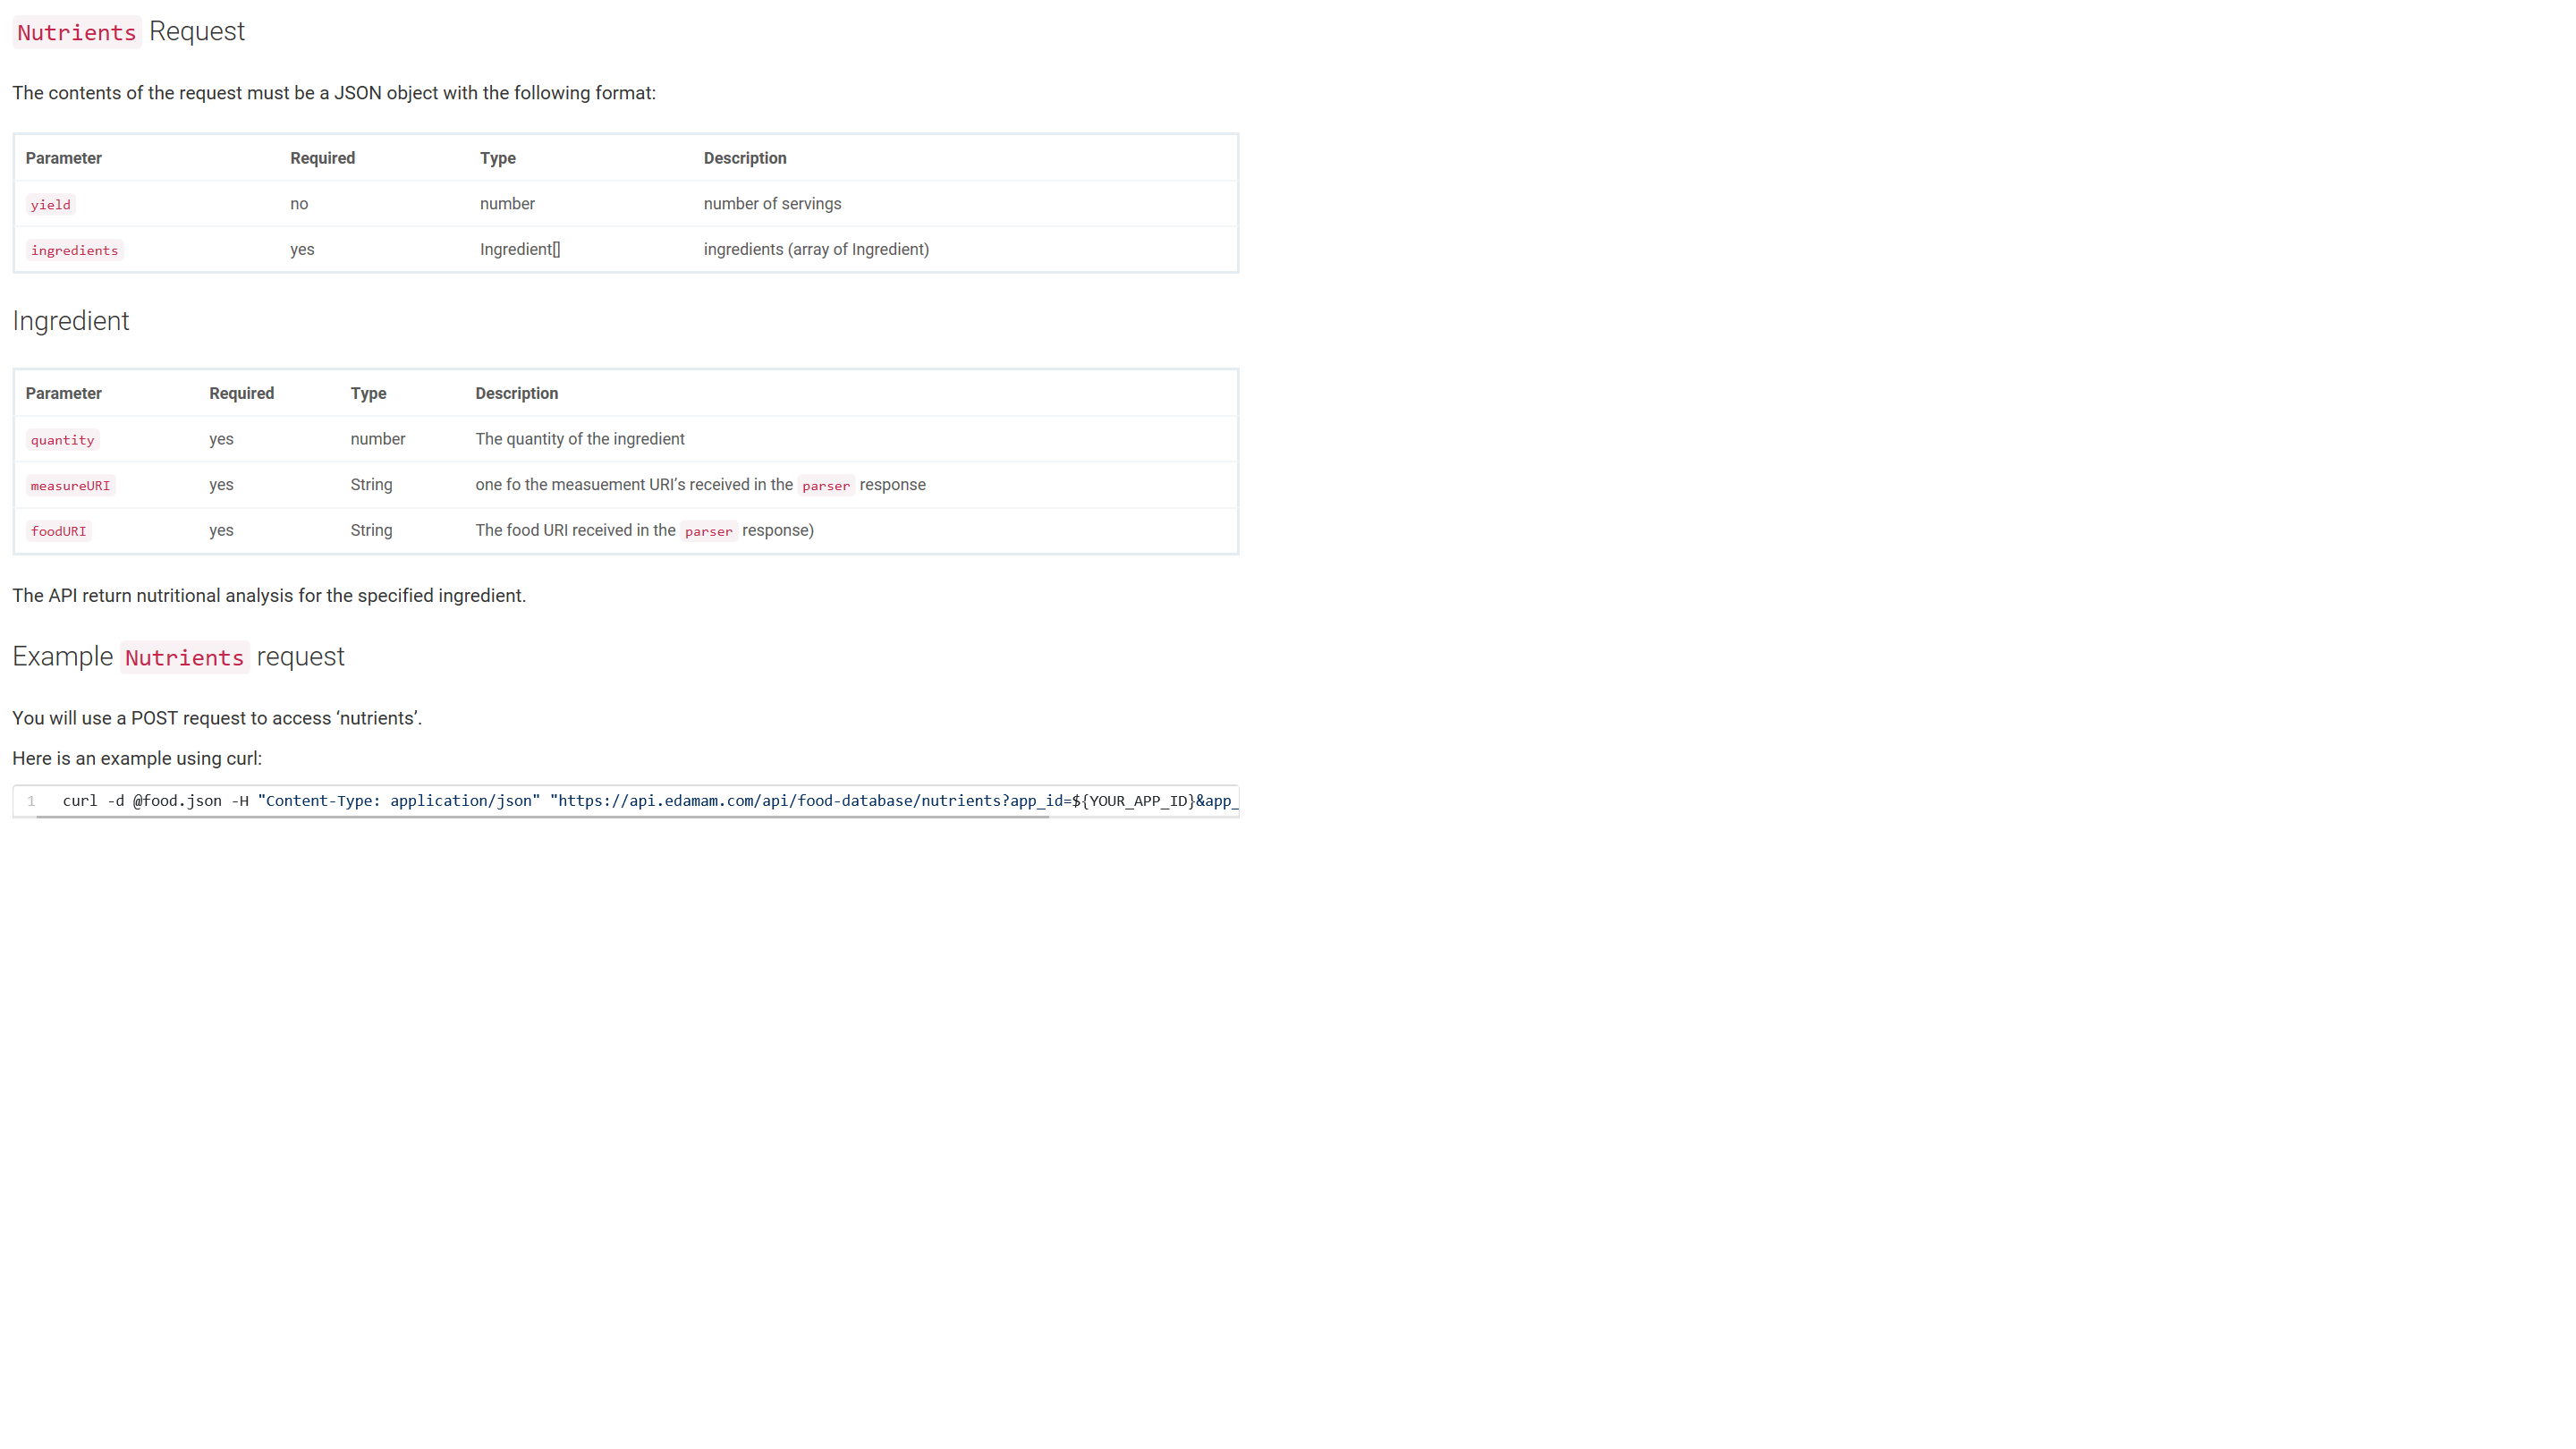 Nutrients Request
The contents of the request must be a JSON object with the following format:
Parameter Required Type Description
yield no number number of servings
ingredients yes Ingredient[] ingredients (array of Ingredient)
Ingredient
Parameter Required Type Description
quantity yes number The quantity of the ingredient
measureURI yes String one fo the measuement URI’s received in the parser response
foodURI yes String The food URI received in the parser response)
The API return nutritional analysis for the specified ingredient.
Example Nutrients request
You will use a POST request to access ‘nutrients’.
Here is an example using curl:
1 curl -d @food.json -H "Content-Type: application/json" "https://api.edamam.com/api/food-database/nutrients?app_id=${YOUR_APP_ID}&app_